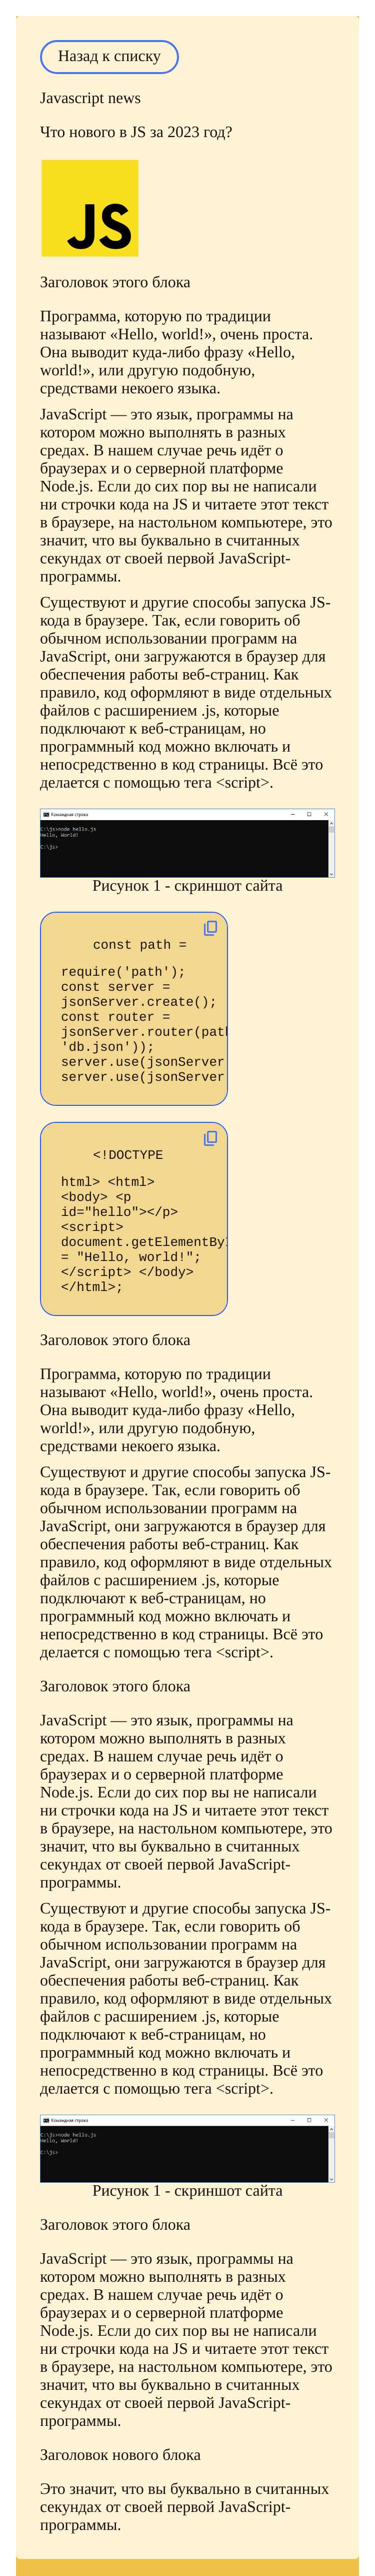 Назад к списку
Javascript news
Что нового в JS за 2023 год?
JS
Заголовок этого блока
Программа, которую по традиции
называют «Hello, world!», очень проста.
Она выводит куда-либо фразу «Hello,
world!», или другую подобную,
средствами некоего языка.
JavaScript — это язык, программы на
котором можно выполнять в разных
средах. В нашем случае речь идёт о
браузерах и о серверной платформе
Node.js. Если до сих пор вы не написали
ни строчки кода на JS и читаете этот текст
в браузере, на настольном компьютере, это
значит, что вы буквально в считанных
секундах от своей первой JavaScript-
программы.
Существуют и другие способы запуска JS-
кода в браузере. Так, если говорить об
обычном использовании программ на
JavaScript, они загружаются в браузер для
обеспечения работы веб-страниц. Как
правило, код оформляют в виде отдельных
файлов с расширением .js, которые
подключают к веб-страницам, но
программный код можно включать и
непосредственно в код страницы. Всё это
делается с помощью тега <script>.
Командная строка
C:\js>node hello.js
Hello, World!
C:\js>
Рисунок 1 - скриншот сайта
const path =
require('path');
const server =
jsonServer.create();
const router =
jsonServer.router(path
'db.json'));
server.use(jsonServer
server.use(jsonServer
<!DOCTYPE
html> <html>
<body> <p
id="hello"></p>
<script>
document.getElementBy
= "Hello, world!";
</script> </body>
</html>;
Заголовок этого блока
Программа, которую по традиции
называют «Hello, world!», очень проста.
Она выводит куда-либо фразу «Hello,
world!», или другую подобную,
средствами некоего языка.
Существуют и другие способы запуска JS-
кода в браузере. Так, если говорить об
обычном использовании программ на
JavaScript, они загружаются в браузер для
обеспечения работы веб-страниц. Как
правило, код оформляют в виде отдельных
файлов с расширением .js, которые
подключают к веб-страницам, но
программный код можно включать и
непосредственно в код страницы. Всё это
делается с помощью тега <script>.
Заголовок этого блока
JavaScript — это язык, программы на
котором можно выполнять в разных
средах. В нашем случае речь идёт о
браузерах и о серверной платформе
Node.js. Если до сих пор вы не написали
ни строчки кода на JS и читаете этот текст
в браузере, на настольном компьютере, это
значит, что вы буквально в считанных
секундах от своей первой JavaScript-
программы.
Существуют и другие способы запуска JS-
кода в браузере. Так, если говорить об
обычном использовании программ на
JavaScript, они загружаются в браузер для
обеспечения работы веб-страниц. Как
правило, код оформляют в виде отдельных
файлов с расширением .js, которые
подключают к веб-страницам, но
программный код можно включать и
непосредственно в код страницы. Всё это
делается с помощью тега <script>.
Командная строка
C:\js>node hello.js
Hello, World!
C:\js>
Рисунок 1 - скриншот сайта
Заголовок этого блока
JavaScript — это язык, программы на
котором можно выполнять в разных
средах. В нашем случае речь идёт о
браузерах и о серверной платформе
Node.js. Если до сих пор вы не написали
ни строчки кода на JS и читаете этот текст
в браузере, на настольном компьютере, это
значит, что вы буквально в считанных
секундах от своей первой JavaScript-
программы.
Заголовок нового блока
Это значит, что вы буквально в считанных
секундах от своей первой JavaScript-
программы.